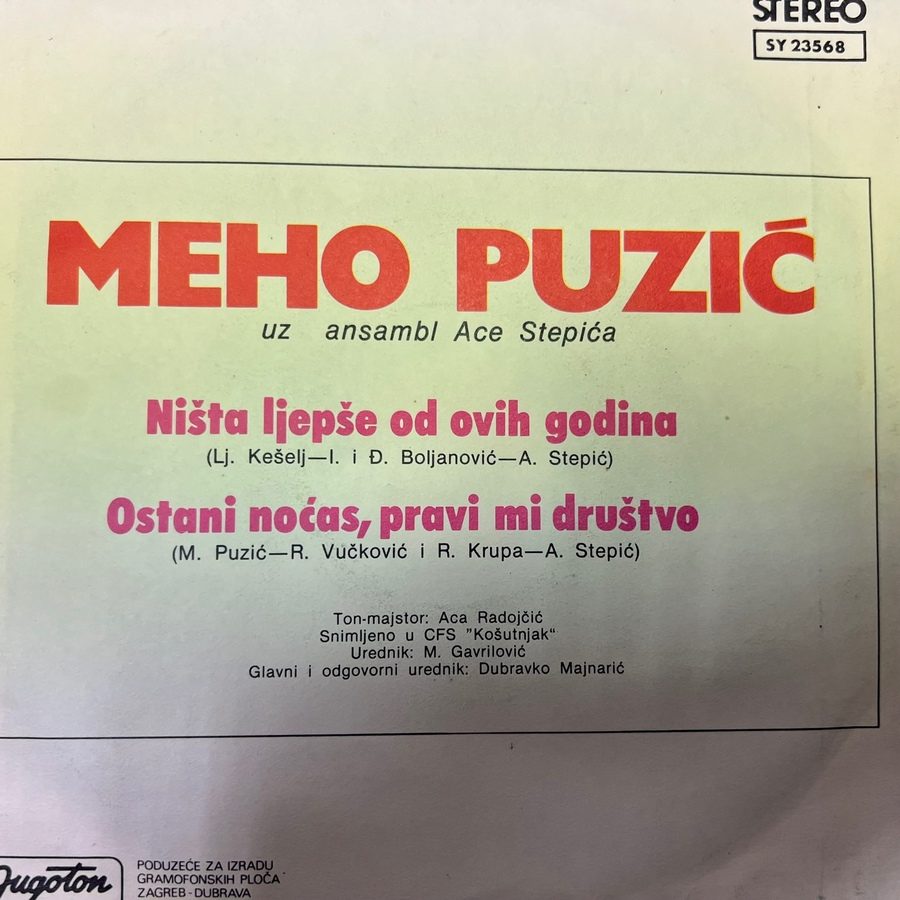 STEREO
SY 23568
MEHO PUZIĆ
uz ansambl Ace Stepića
Ništa ljepše od ovih godina
(Lj. Kešelj—I. i Đ. Boljanović—A. Stepić)
Ostani noćas, pravi mi društvo
(M. Puzić—R. Vučković i R. Krupa—A. Stepić)
Ton-majstor: Aca Radojčić
Snimljeno u CFS "Košutnjak"
Urednik: M. Gavrilović
Glavni i odgovorni urednik: Dubravko Majnarić
Jugoton
PODUZEĆE ZA IZRADU
GRAMOFONSKIH PLOČA
ZAGREB-DUBRAVA